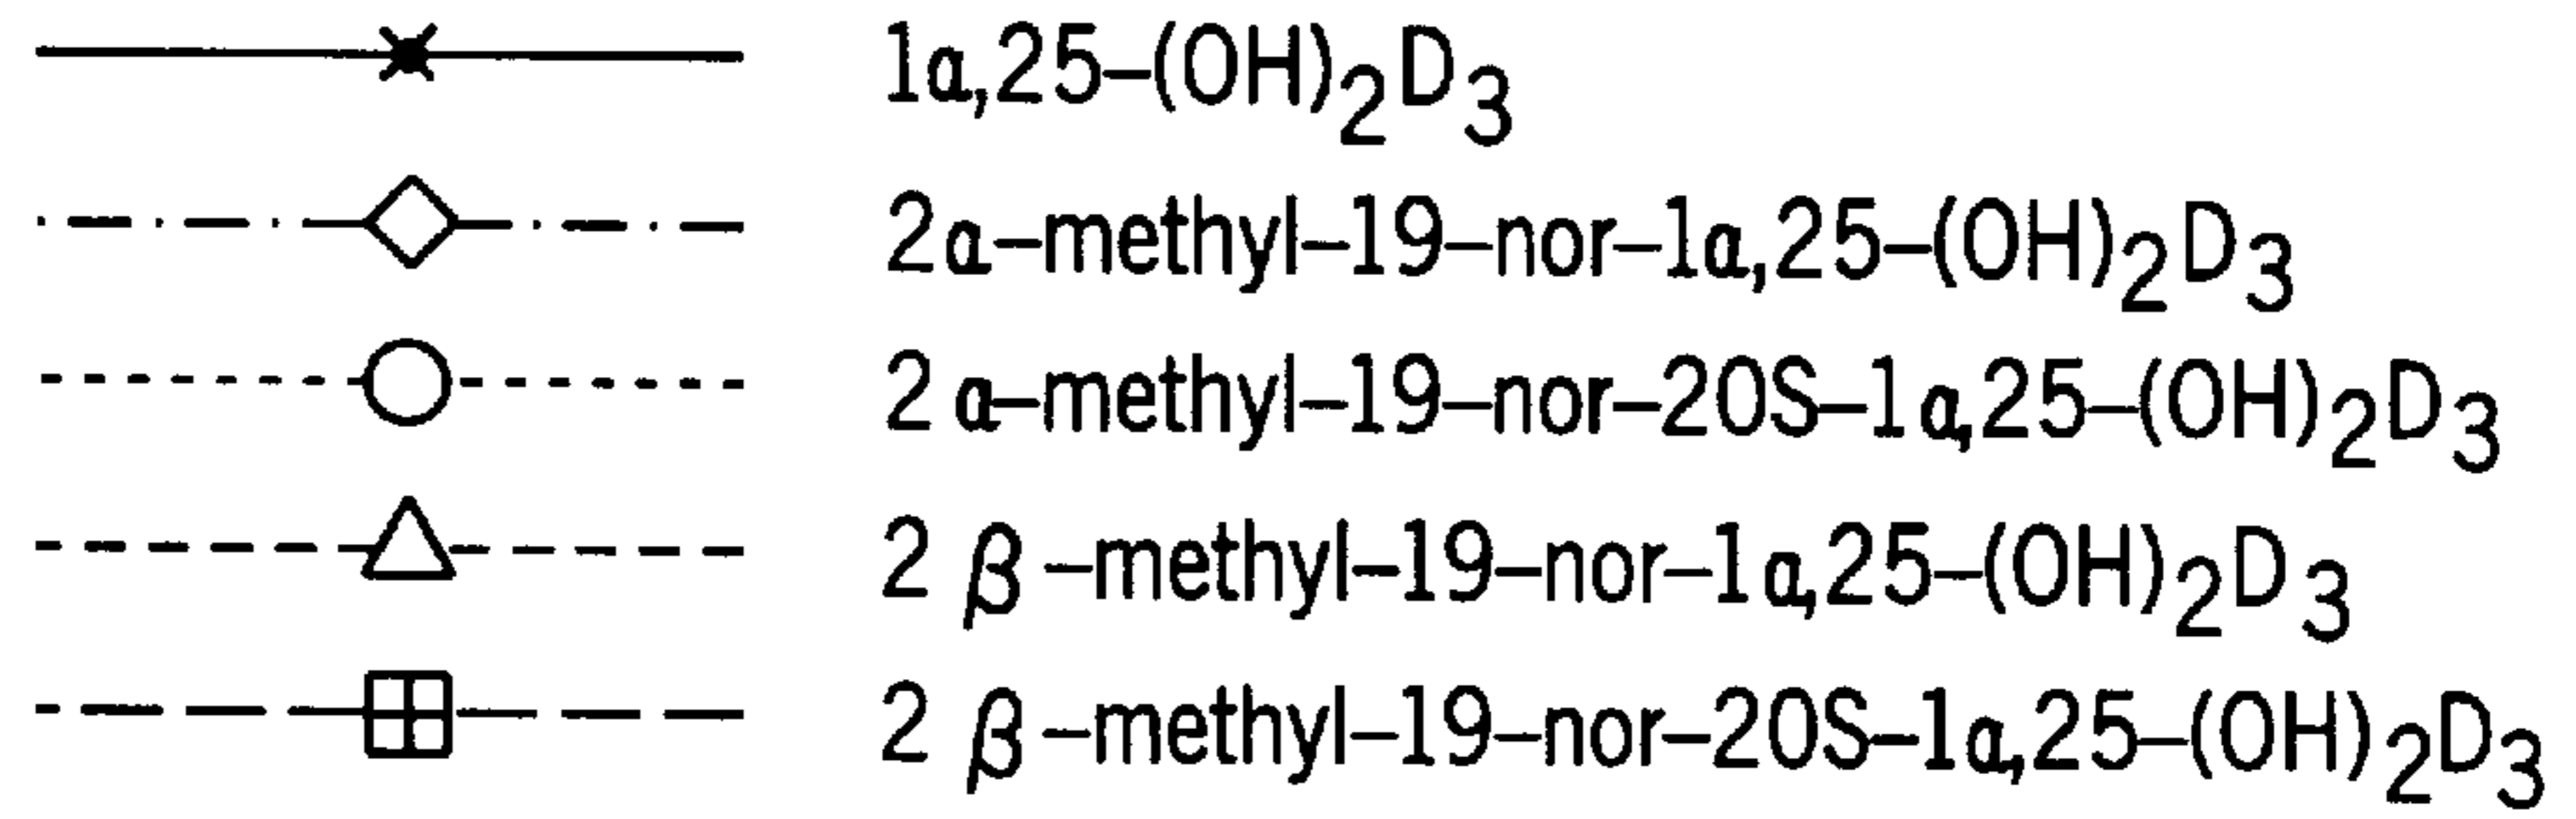 1α,25–(OH)₂D₃
2α–methyl–19–nor–1α,25–(OH)₂D₃
2α–methyl–19–nor–20S–1α,25–(OH)₂D₃
2β–methyl–19–nor–1α,25–(OH)₂D₃
2β–methyl–19–nor–20S–1α,25–(OH)₂D₃